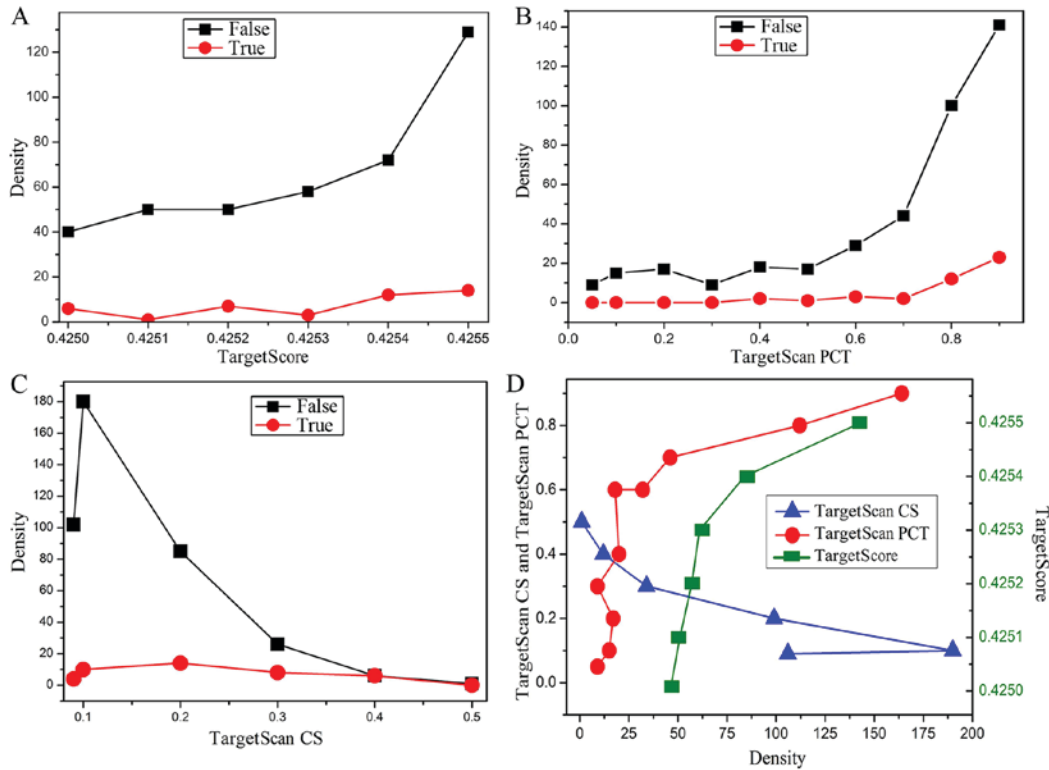 A
False
True
Density
120
100
80
60
40
20
0
0.4250
0.4251
0.4252
0.4253
0.4254
0.4255
TargetScore
B
False
True
Density
140
120
100
80
60
40
20
0
0.0
0.2
0.4
0.6
0.8
TargetScan PCT
C
False
True
Density
180
160
140
120
100
80
60
40
20
0
0.1
0.2
0.3
0.4
0.5
TargetScan CS
D
TargetScan CS and TargetScan PCT
0.8
0.6
0.4
0.2
0.0
TargetScan CS
TargetScan PCT
TargetScore
0.4255
0.4254
0.4253
0.4252
0.4251
0.4250
TargetScore
0
25
50
75
100
125
150
175
200
Density